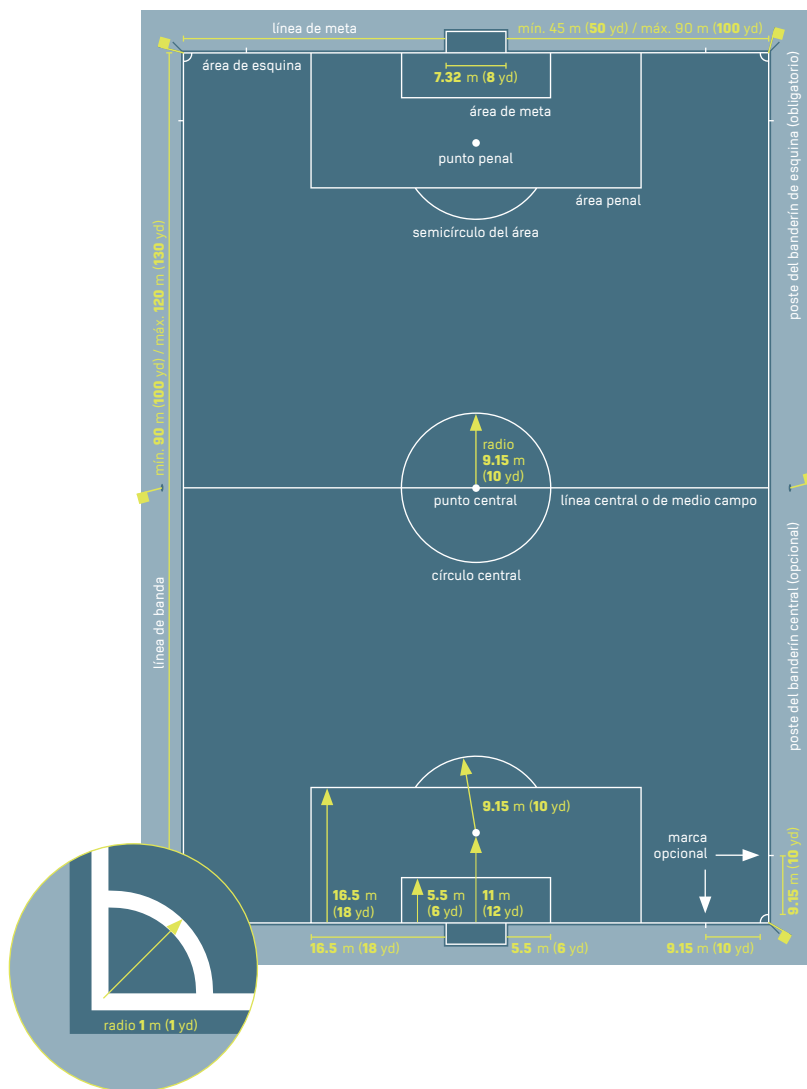 línea de meta
mín. 45 m (50 yd) / máx. 90 m (100 yd)
área de esquina
7.32 m (8 yd)
área de meta
punto penal
área penal
semicírculo del área
poste del banderín de esquina (obligatorio)
mín. 90 m (100 yd) / máx. 120 m (130 yd)
radio
9.15 m
(10 yd)
punto central
línea central o de medio campo
círculo central
línea de banda
poste del banderín central (opcional)
9.15 m (10 yd)
marca
opcional
9.15 m (10 yd)
16.5 m
(18 yd)
5.5 m
(6 yd)
11 m
(12 yd)
16.5 m (18 yd)
5.5 m (6 yd)
9.15 m (10 yd)
radio 1 m (1 yd)